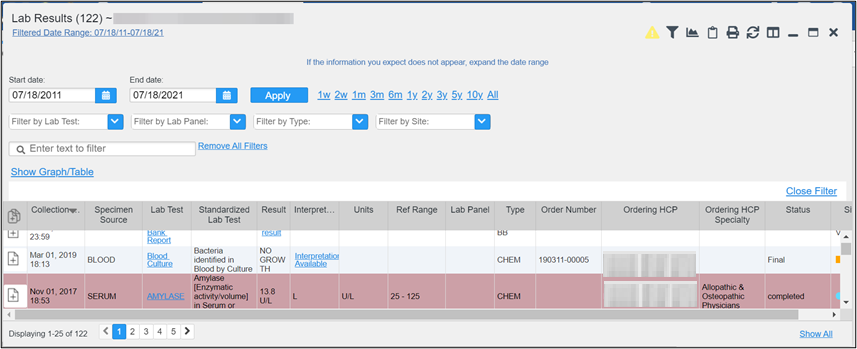 Lab Results (122) ~
Filtered Date Range: 07/18/11-07/18/21
If the information you expect does not appear, expand the date range
Start date:
End date:
07/18/2011
07/18/2021
Apply
1w 2w 1m 3m 6m 1y 2y 3y 5y 10y All
Filter by Lab Test:
Filter by Lab Panel:
Filter by Type:
Filter by Site:
Enter text to filter
Remove All Filters
Show Graph/Table
Close Filter
Collection...
Specimen
Source
Lab Test
Standardized
Lab Test
Result
Interpret...
Units
Ref Range
Lab Panel
Type
Order Number
Ordering HCP
Ordering HCP
Specialty
Status
Si
23:59
Bank
Report
result
BB
V
Mar 01, 2019
18:13
BLOOD
Blood
Culture
Bacteria
identified in
Blood by Culture
NO
GROW
TH
Interpretation
Available
CHEM
190311-00005
Final
Nov 01, 2017
18:53
SERUM
AMYLASE
Amylase
[Enzymatic
activity/volume]
in Serum or
13.8
U/L
L
U/L
25 - 125
CHEM
Allopathic &
Osteopathic
Physicians
completed
Displaying 1-25 of 122
1 2 3 4 5
Show All